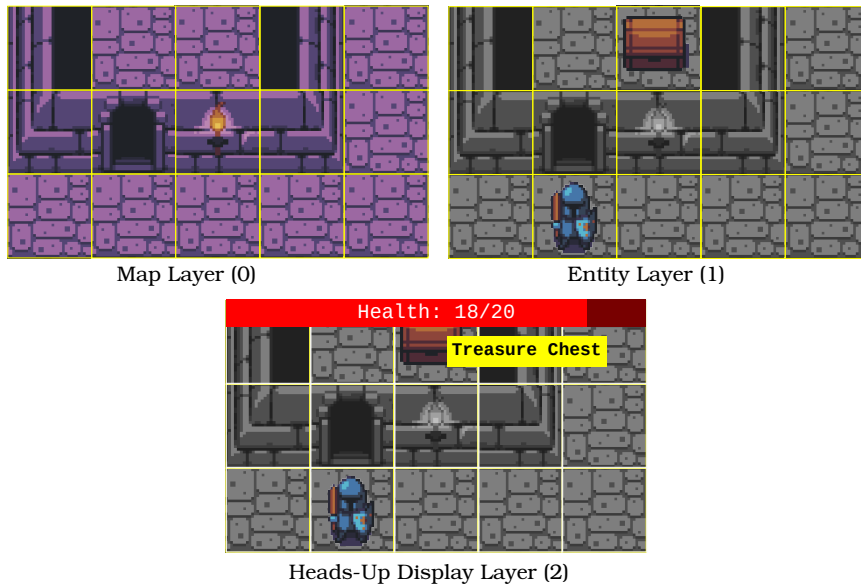 Map Layer (0)
Entity Layer (1)
Health: 18/20
Treasure Chest
Heads-Up Display Layer (2)